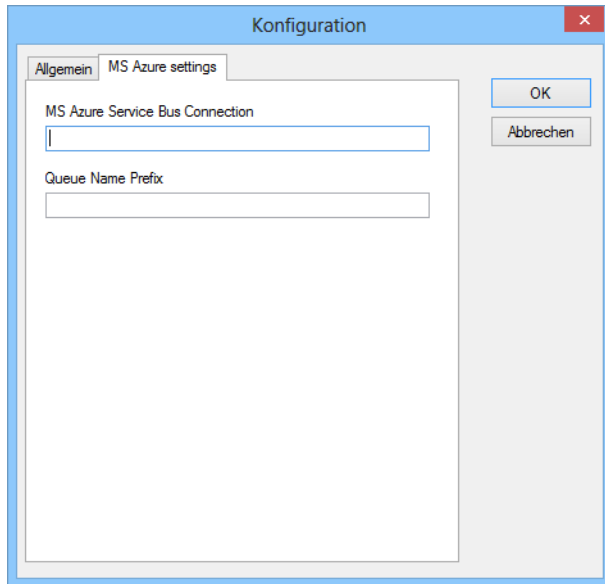 Konfiguration
Allgemein
MS Azure settings
OK
MS Azure Service Bus Connection
Abbrechen
Queue Name Prefix